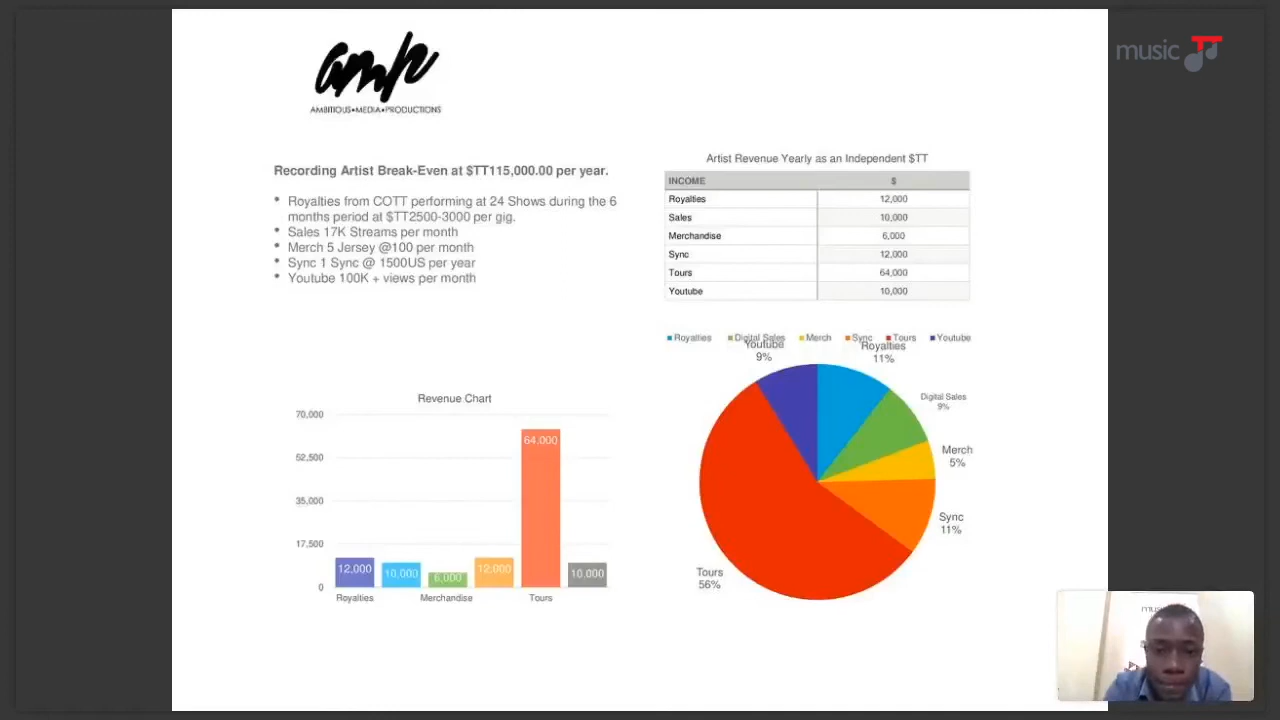 amp
AMBITIOUS•MEDIA•PRODUCTIONS
music TT
Recording Artist Break-Even at $TT115,000.00 per year.
• Royalties from COTT performing at 24 Shows during the 6
months period at $TT2500-3000 per gig.
• Sales 17K Streams per month
• Merch 5 Jersey @100 per month
• Sync 1 Sync @ 1500US per year
• Youtube 100K + views per month
Artist Revenue Yearly as an Independent $TT
INCOME $
Royalties 12,000
Sales 10,000
Merchandise 6,000
Sync 12,000
Tours 64,000
Youtube 10,000
Royalties Digital Sales Merch Sync Tours Youtube
Youtube
9%
Royalties
11%
Digital Sales
9%
Merch
5%
Sync
11%
Tours
56%
Revenue Chart
70,000
52,500
35,000
17,500
0
12,000 10,000 6,000 12,000 64,000 10,000
Royalties Merchandise Tours
music